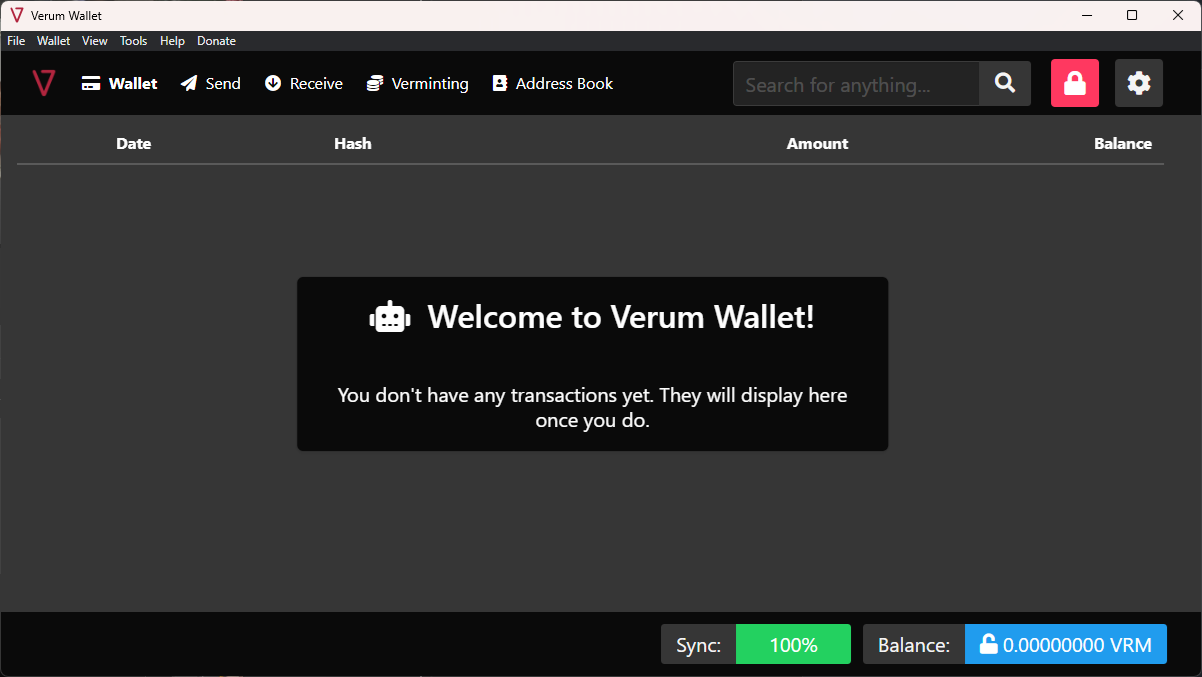 Verum Wallet
File Wallet View Tools Help Donate
Wallet Send Receive Verminting Address Book Search for anything...
Date Hash Amount Balance
Welcome to Verum Wallet!
You don't have any transactions yet. They will display here
once you do.
Sync: 100% Balance: 0.00000000 VRM